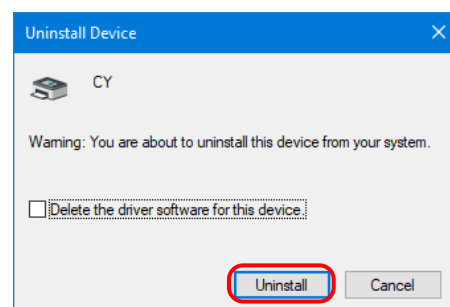 Uninstall Device
CY
Warning: You are about to uninstall this device from your system.
Delete the driver software for this device.
Uninstall
Cancel